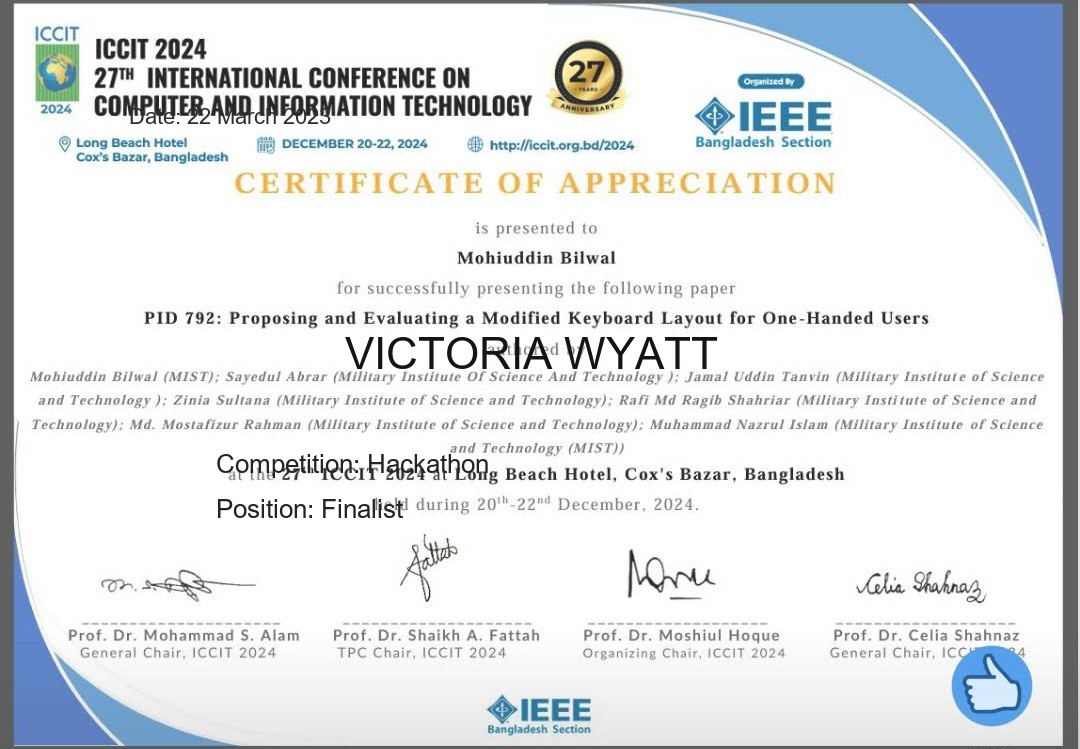 ICCIT
2024
ICCIT 2024
27TH INTERNATIONAL CONFERENCE ON
COMPUTER AND INFORMATION TECHNOLOGY
Date: 22 March 2023
27
YEARS
ANNIVERSARY
Organized By
IEEE
Bangladesh Section
Long Beach Hotel
Cox's Bazar, Bangladesh
DECEMBER 20-22, 2024
http://iccit.org.bd/2024
CERTIFICATE OF APPRECIATION
is presented to
Mohiuddin Bilwal
for successfully presenting the following paper
PID 792: Proposing and Evaluating a Modified Keyboard Layout for One-Handed Users
authored by
VICTORIA WYATT
Mohiuddin Bilwal (MIST); Sayedul Abrar (Military Institute Of Science And Technology ); Jamal Uddin Tanvin (Military Institute of Science
and Technology ); Zinia Sultana (Military Institute of Science and Technology); Rafi Md Ragib Shahriar (Military Institute of Science and
Technology); Md. Mostafizur Rahman (Military Institute of Science and Technology); Muhammad Nazrul Islam (Military Institute of Science
and Technology (MIST))
Competition: Hackathon
at the 27th ICCIT 2024 at Long Beach Hotel, Cox's Bazar, Bangladesh
Position: Finalist
held during 20th-22nd December, 2024.
Fattah
Celia Shahnaz
Prof. Dr. Mohammad S. Alam
General Chair, ICCIT 2024
Prof. Dr. Shaikh A. Fattah
TPC Chair, ICCIT 2024
Prof. Dr. Moshiul Hoque
Organizing Chair, ICCIT 2024
Prof. Dr. Celia Shahnaz
General Chair, ICCIT 2024
IEEE
Bangladesh Section